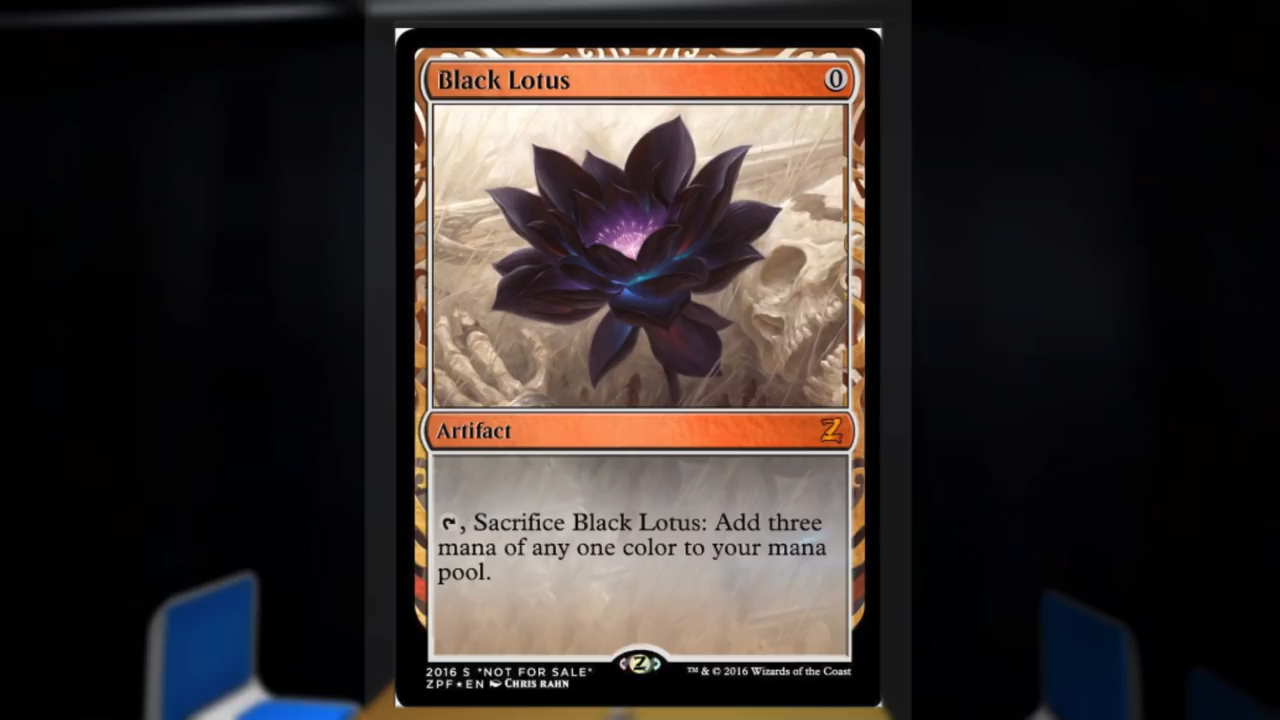 Black Lotus 0
Artifact Z
, Sacrifice Black Lotus: Add three
mana of any one color to your mana
pool.
Z
2016 S *NOT FOR SALE* ™ & © 2016 Wizards of the Coast
ZPF★EN CHRIS RAHN